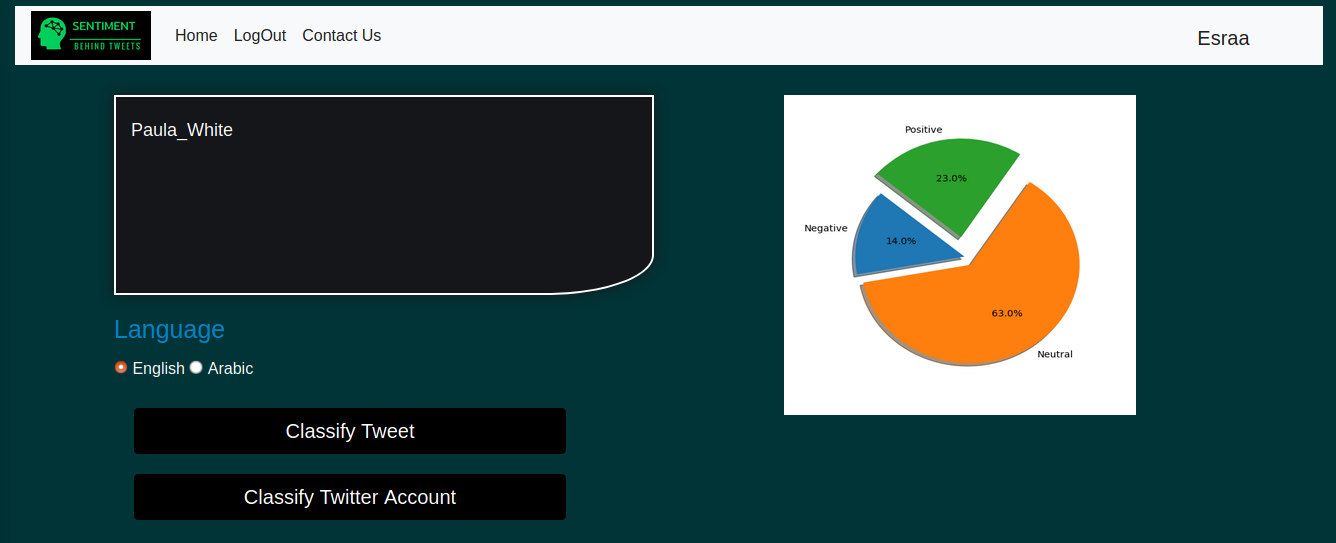 SENTIMENT
BEHIND TWEETS
Home LogOut Contact Us
Esraa
Paula_White
Language
English Arabic
Classify Tweet
Classify Twitter Account
Positive
23.0%
Negative
14.0%
63.0%
Neutral